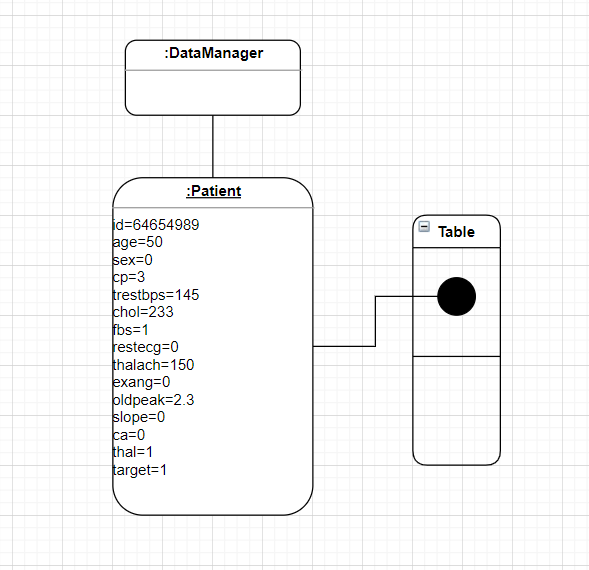 :DataManager
:Patient
id=64654989
age=50
sex=0
cp=3
trestbps=145
chol=233
fbs=1
restecg=0
thalach=150
exang=0
oldpeak=2.3
slope=0
ca=0
thal=1
target=1
Table